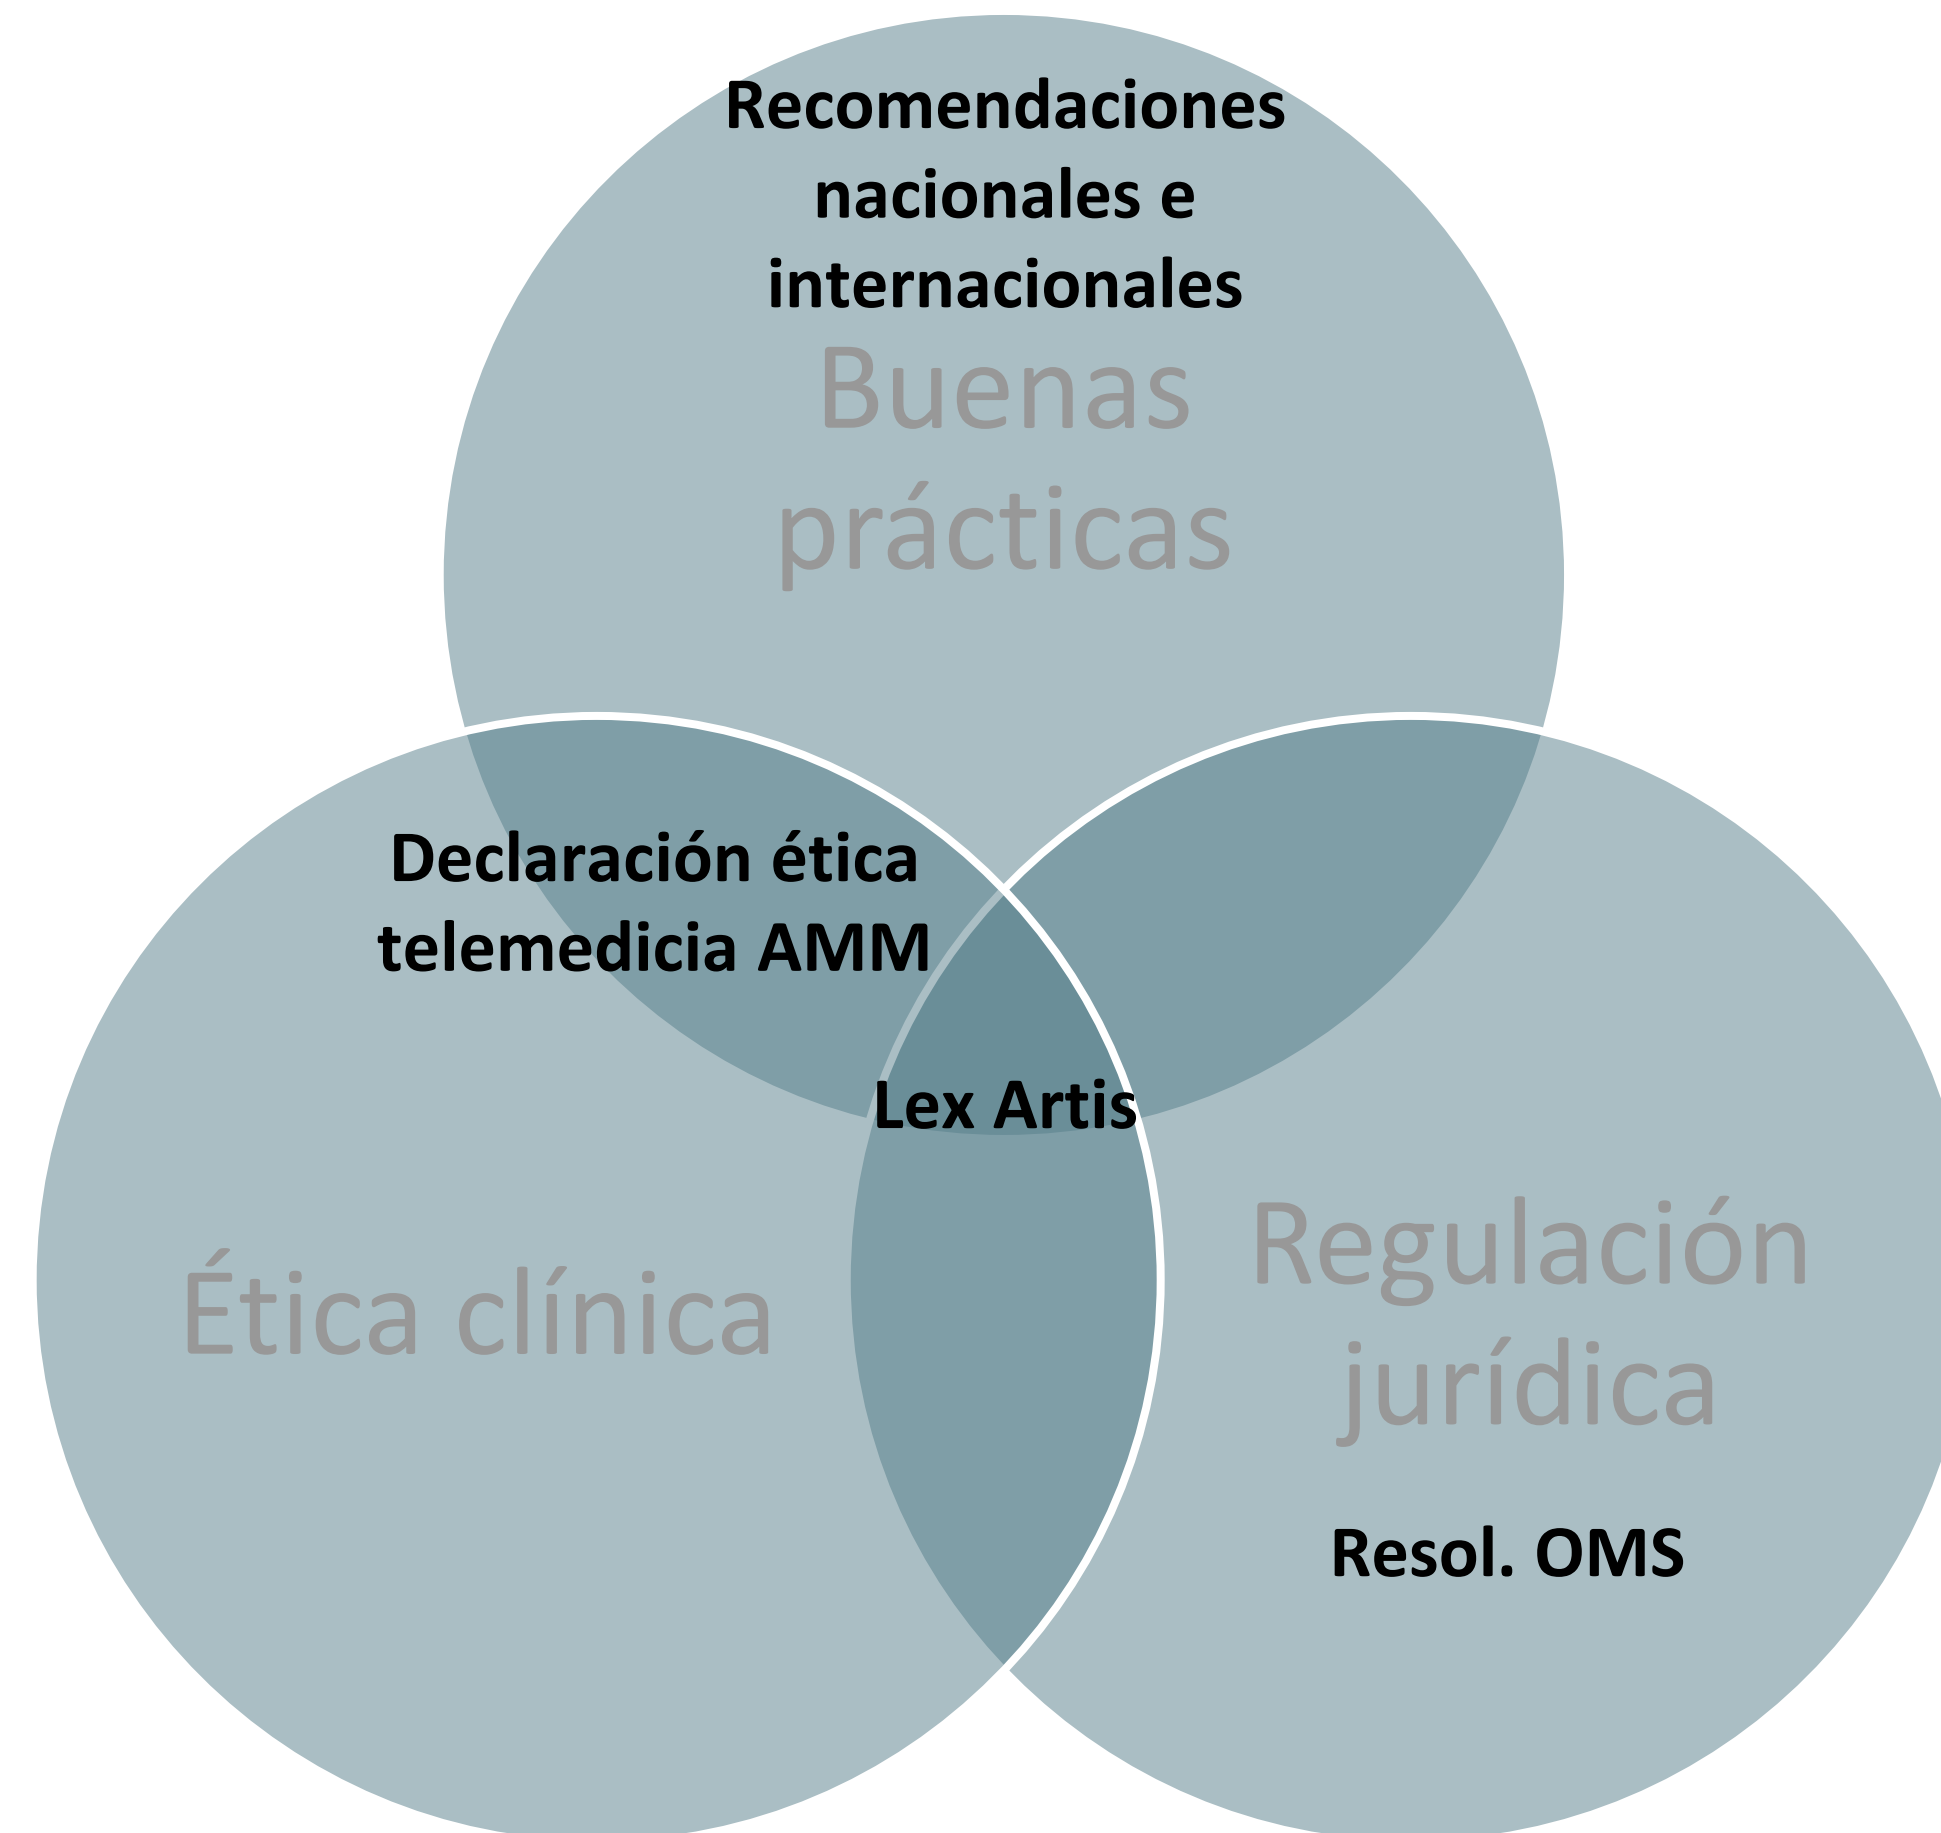 Recomendaciones
nacionales e
internacionales
Buenas
prácticas
Declaración ética
telemedicia AMM
Lex Artis
Ética clínica
Regulación
jurídica
Resol. OMS